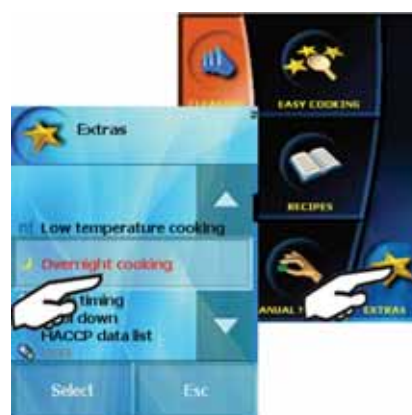 EASY COOKING
RECIPES
EXTRAS
Extras
Low temperature cooking
Overnight cooking
timing
down
HACCP data list
Select
Esc